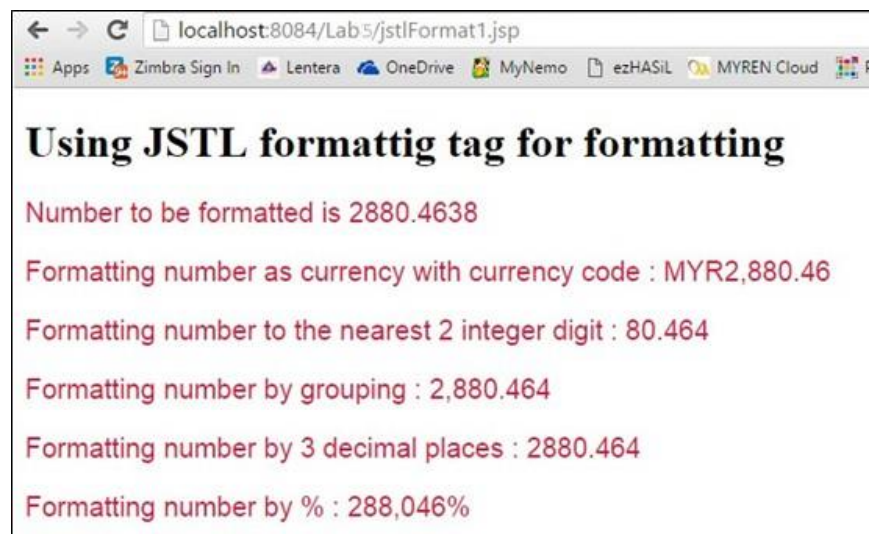 localhost:8084/Lab5/jstlFormat1.jsp
Apps Zimbra Sign In Lentera OneDrive MyNemo ezHASiL MYREN Cloud
Using JSTL formattig tag for formatting
Number to be formatted is 2880.4638
Formatting number as currency with currency code : MYR2,880.46
Formatting number to the nearest 2 integer digit : 80.464
Formatting number by grouping : 2,880.464
Formatting number by 3 decimal places : 2880.464
Formatting number by % : 288,046%